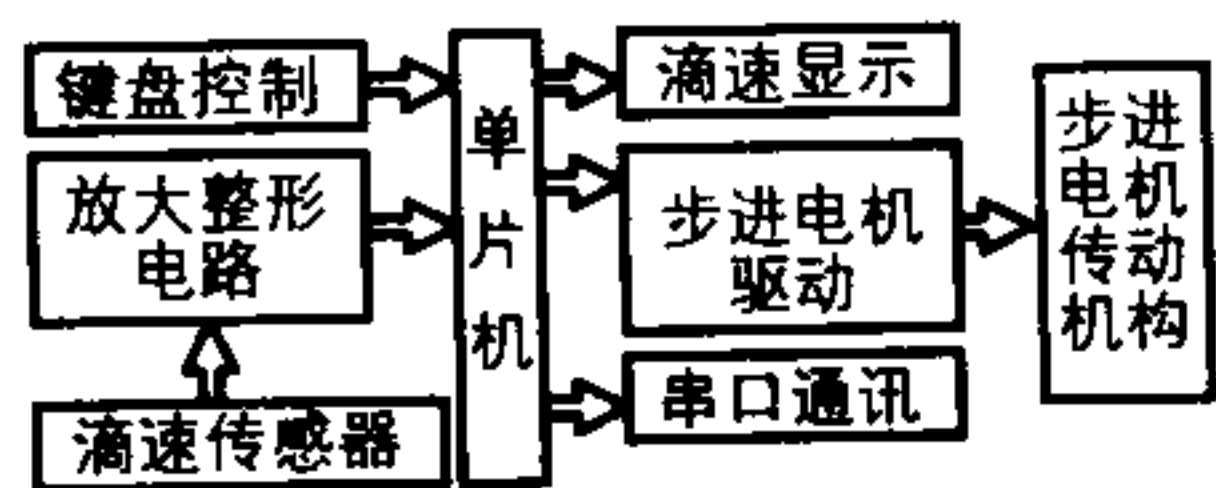 键盘控制
放大整形
电路
滴速传感器
单
片
机
滴速显示
步进电机
驱动
串口通讯
步进
电机
传动
机构